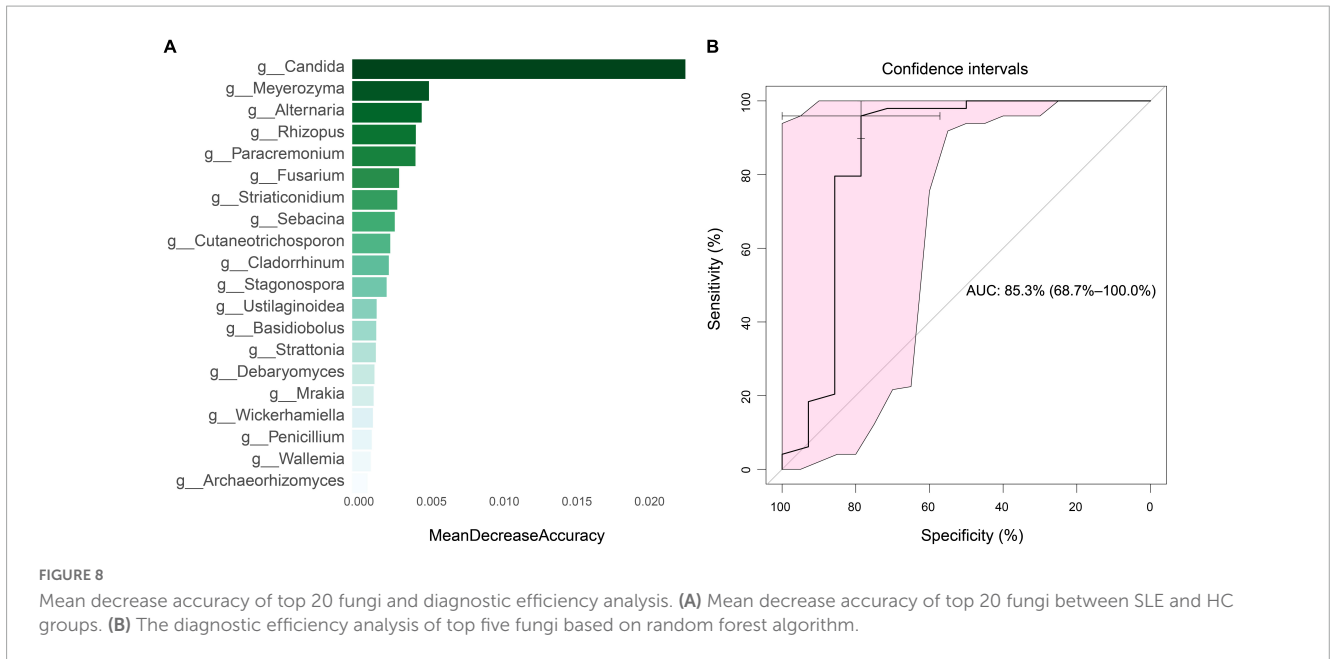 A
g__Candida
g__Meyerozyma
g__Alternaria
g__Rhizopus
g__Paracremonium
g__Fusarium
g__Striaticonidium
g__Sebacina
g__Cutaneotrichosporon
g__Cladorrhinum
g__Stagonospora
g__Ustilaginoidea
g__Basidiobolus
g__Strattonia
g__Debaryomyces
g__Mrakia
g__Wickerhamiella
g__Penicillium
g__Wallemia
g__Archaeorhizomyces
0.000 0.005 0.010 0.015 0.020
MeanDecreaseAccuracy
B
Confidence intervals
Sensitivity (%)
100
80
60
40
20
0
AUC: 85.3% (68.7%–100.0%)
100 80 60 40 20 0
Specificity (%)
FIGURE 8
Mean decrease accuracy of top 20 fungi and diagnostic efficiency analysis. (A) Mean decrease accuracy of top 20 fungi between SLE and HC
groups. (B) The diagnostic efficiency analysis of top five fungi based on random forest algorithm.